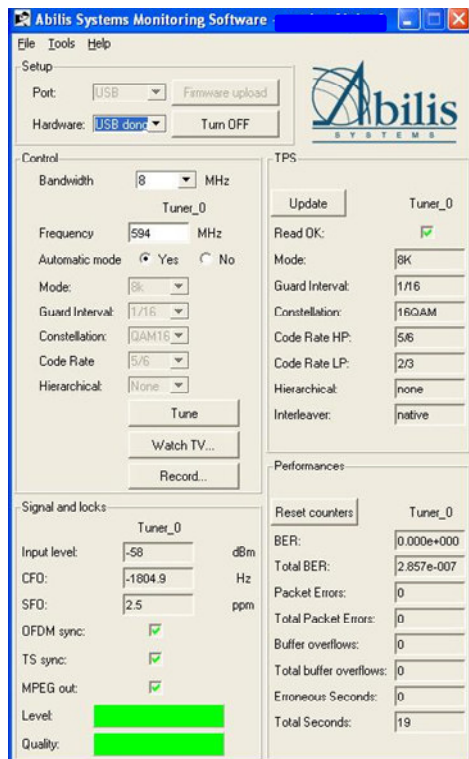 Abilis Systems Monitoring Software -
File Tools Help
Setup
Port: USB Firmware upload
Hardware: USB dong Turn OFF
Abilis
SYSTEMS
Control
Bandwidth 8 MHz
Tuner_0
Frequency 594 MHz
Automatic mode Yes No
Mode: 8k
Guard Interval: 1/16
Constellation: QAM16
Code Rate 5/6
Hierarchical: None
Tune
Watch TV...
Record...
TPS
Update Tuner_0
Read OK:
Mode: 8K
Guard Interval: 1/16
Constellation: 16QAM
Code Rate HP: 5/6
Code Rate LP: 2/3
Hierarchical: none
Interleaver: native
Signal and locks
Tuner_0
Input level: -58 dBm
CFO: -1804.9 Hz
SFO: 2.5 ppm
OFDM sync:
TS sync:
MPEG out:
Level:
Quality:
Performances
Reset counters Tuner_0
BER: 0.000e+000
Total BER: 2.857e-007
Packet Errors: 0
Total Packet Errors: 0
Buffer overflows: 0
Total buffer overflows: 0
Erroneous Seconds: 0
Total Seconds: 19